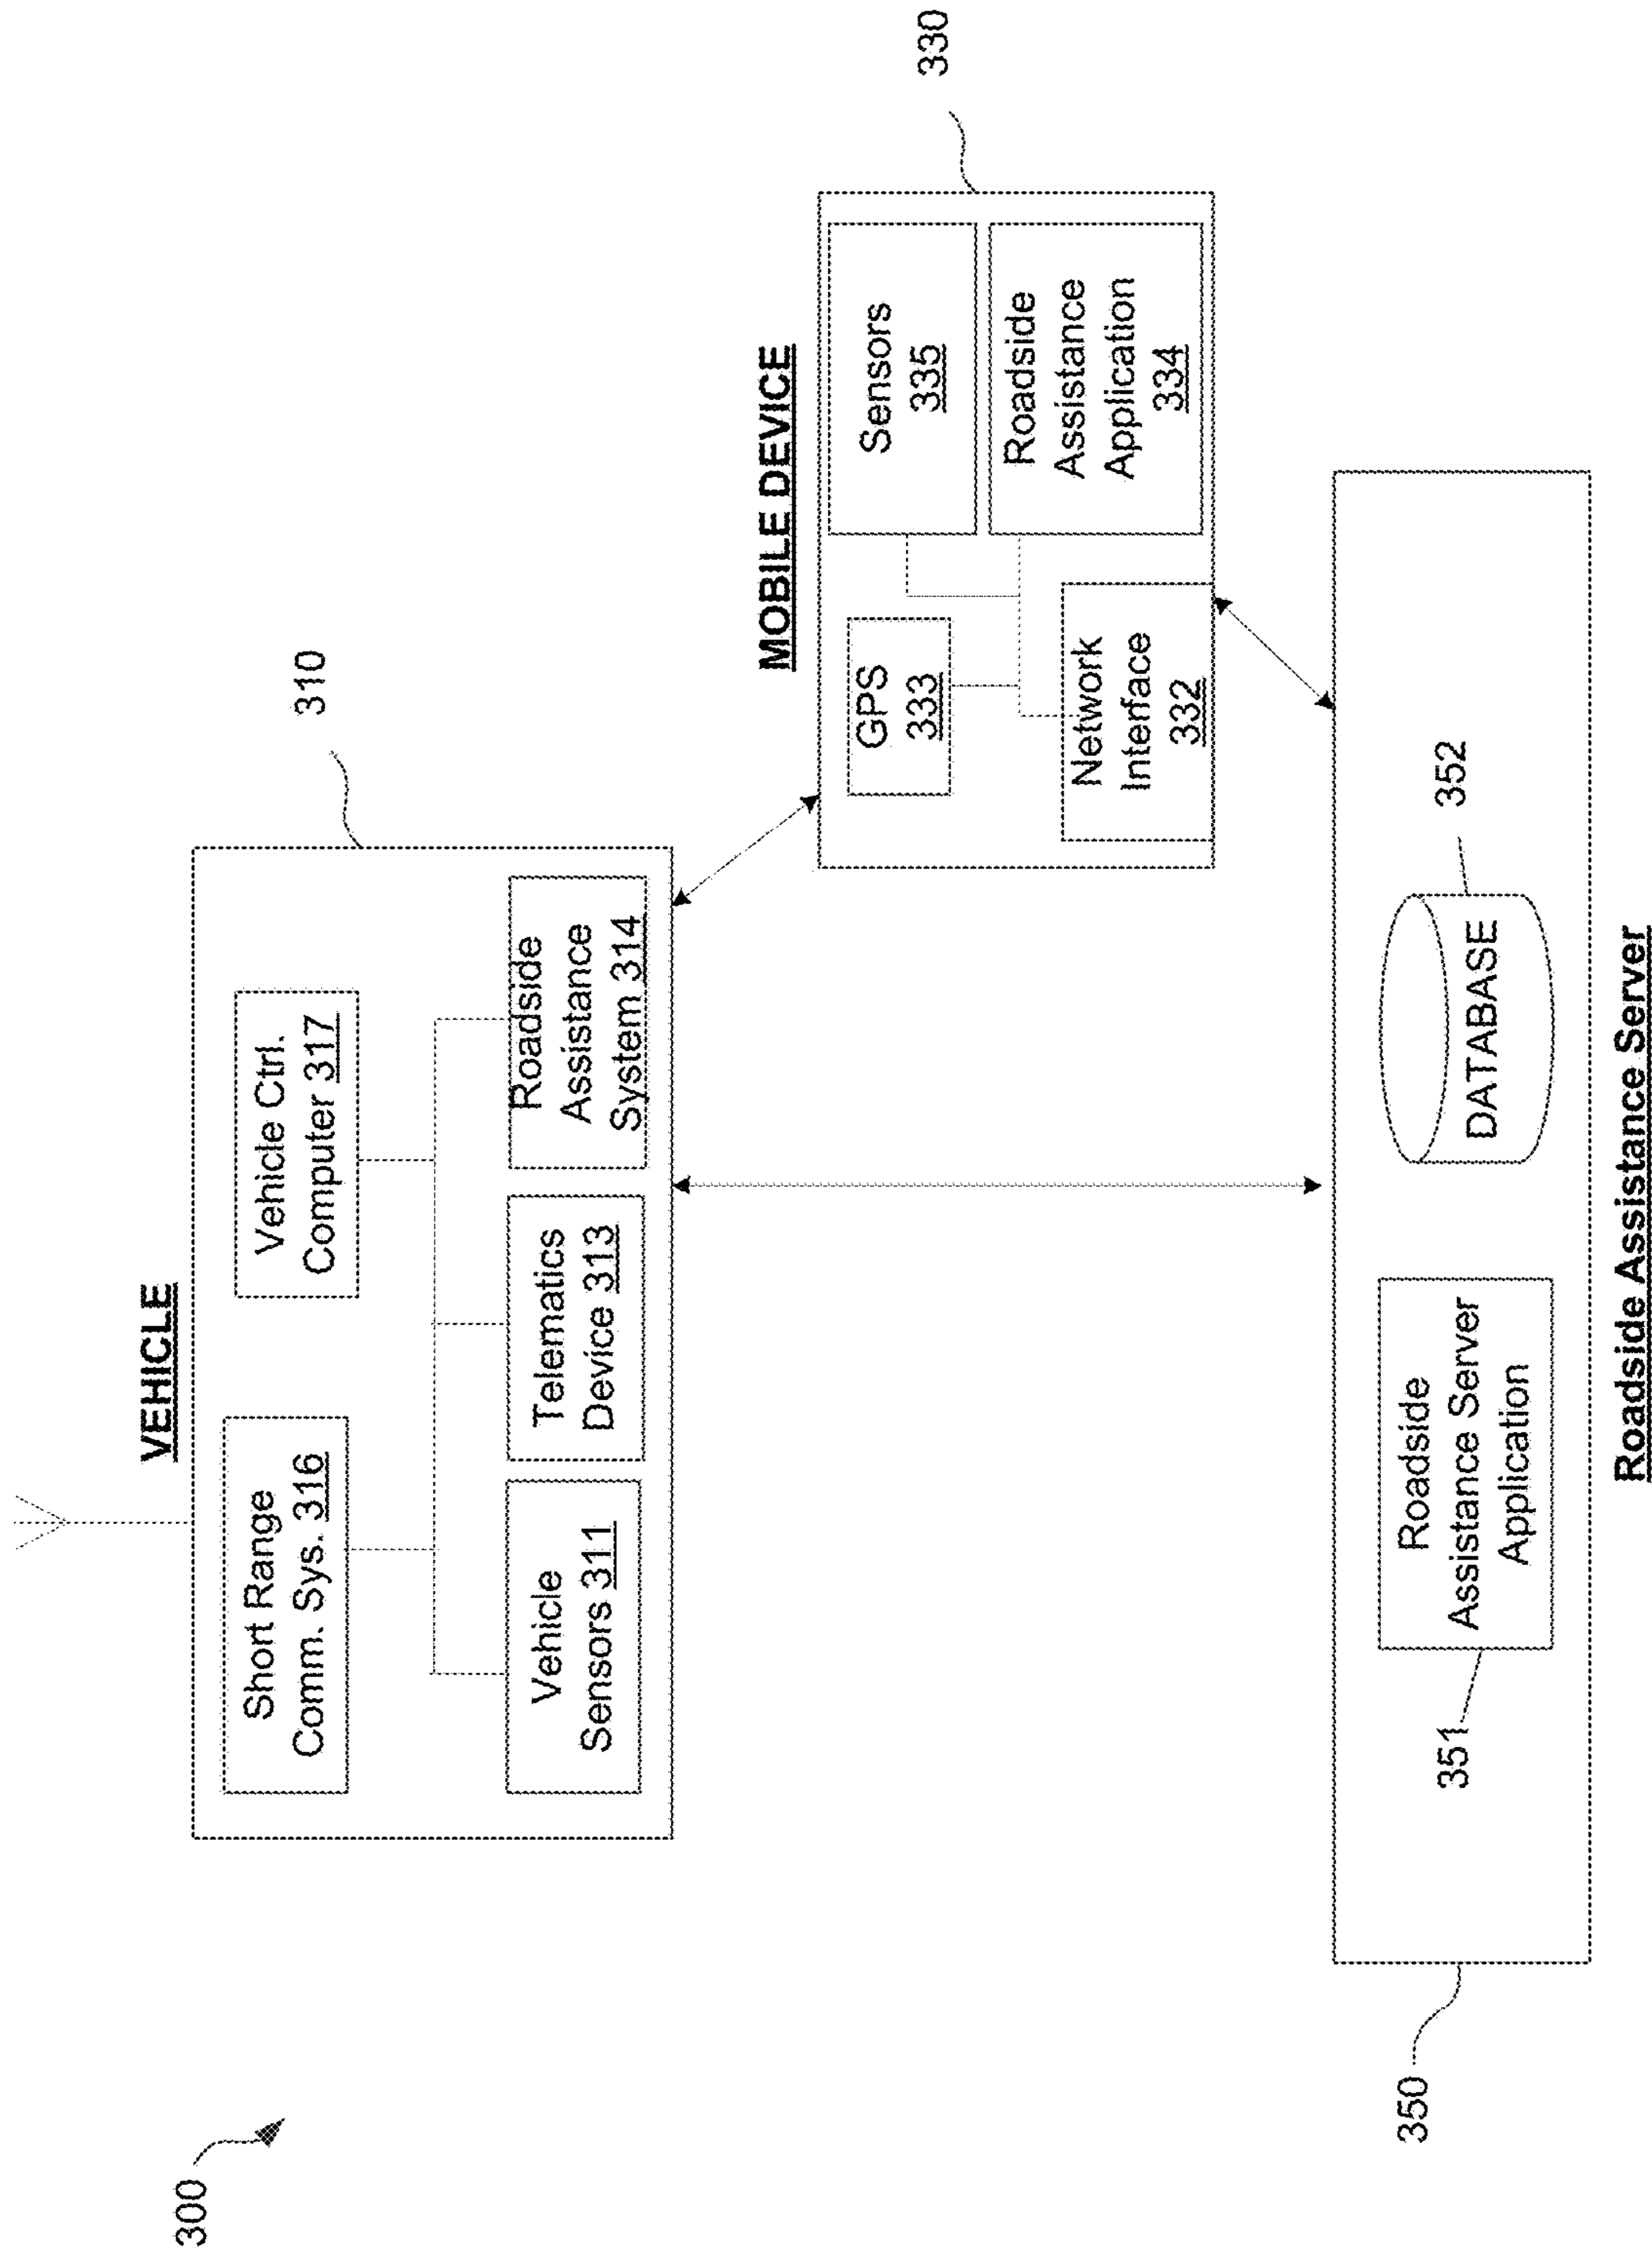 300
VEHICLE
310
Short Range
Comm. Sys. 316
Vehicle Ctrl.
Computer 317
Vehicle
Sensors 311
Telematics
Device 313
Roadside
Assistance
System 314
MOBILE DEVICE
330
GPS
333
Sensors
335
Network
Interface
332
Roadside
Assistance
Application
334
350
351
Roadside
Assistance Server
Application
DATABASE
352
Roadside Assistance Server